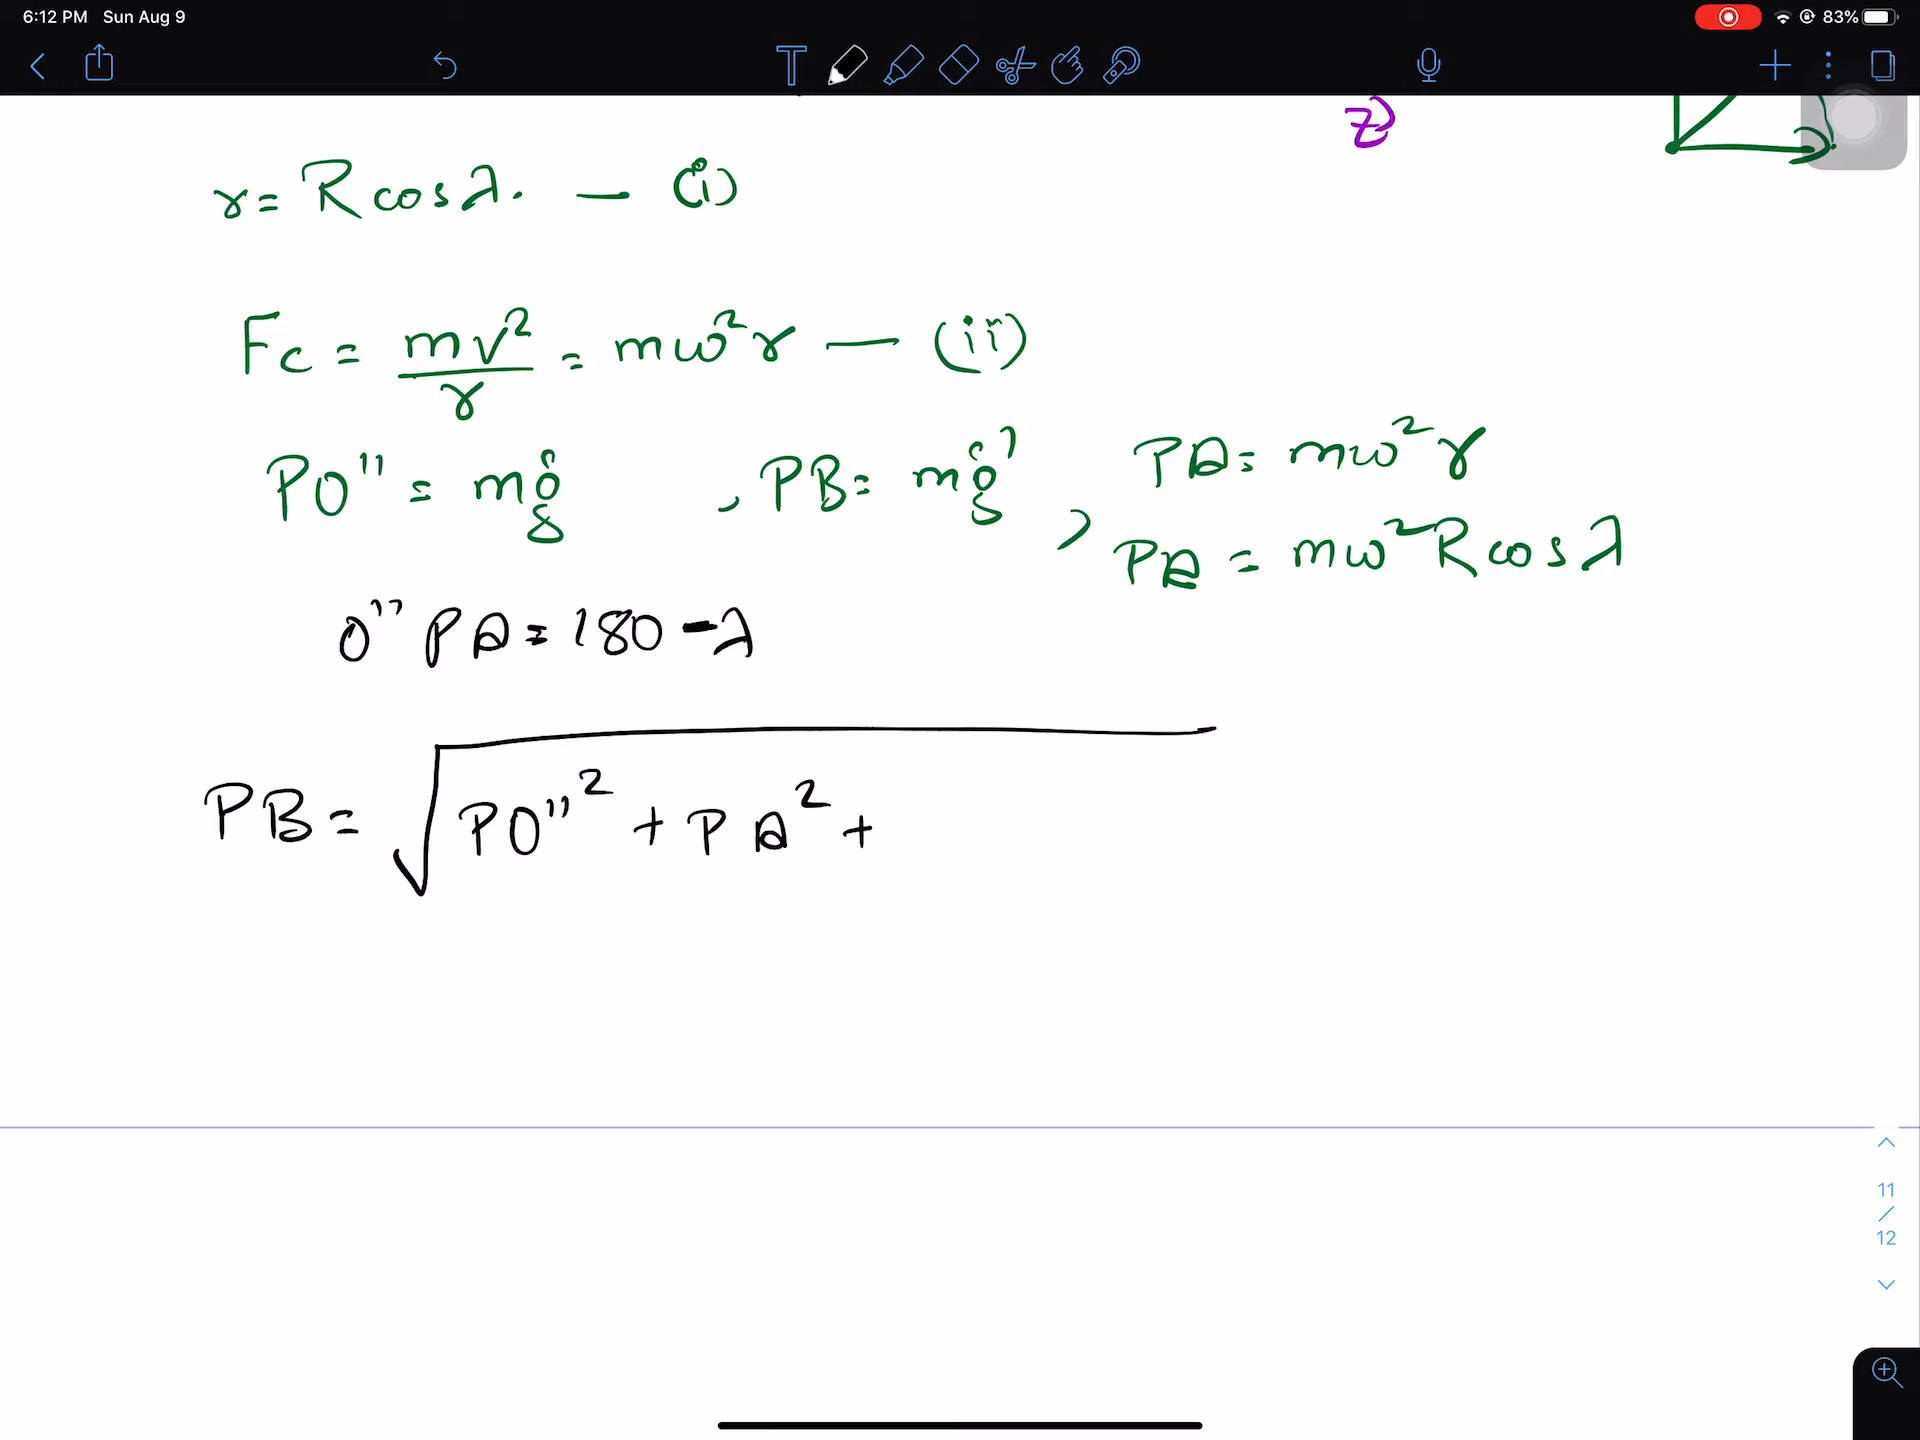 6:12 PM Sun Aug 9 83%
z
r = R cos λ. — (i)
Fc = mv²/r = mω²r — (ii)
PO'' = mg , PB = mg' , PA = mω²r
PA = mω²R cos λ
O'' PA = 180 - λ
PB = √(PO''² + PA² +
11
/
12